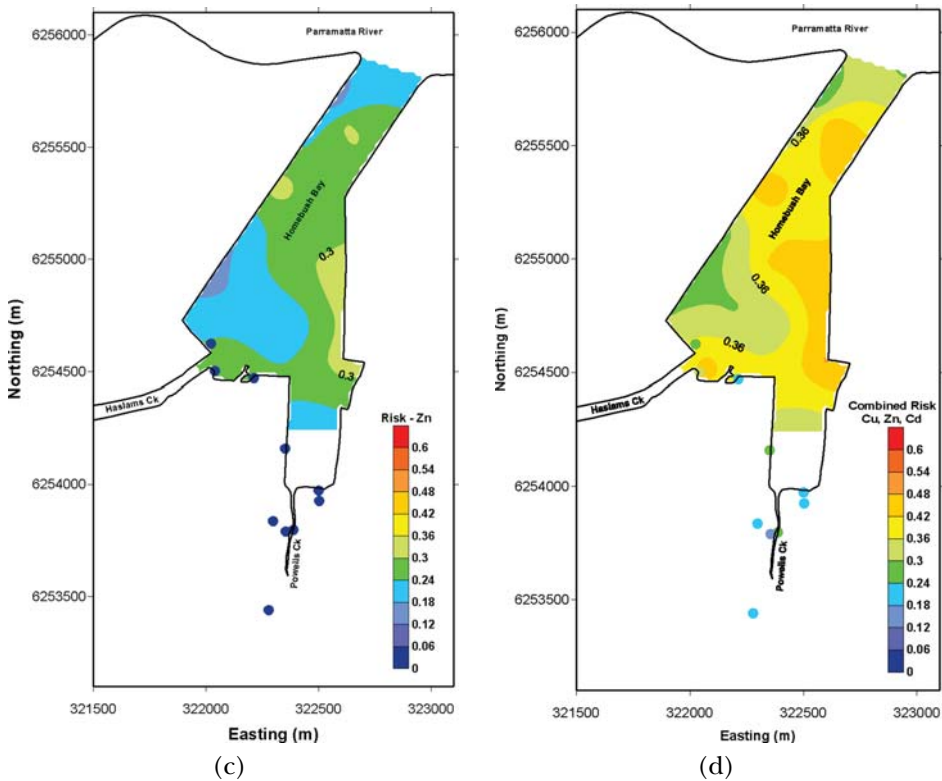 6256000
6255500
6255000
6254500
6254000
6253500
Northing (m)
Parramatta River
Homebush Bay
0.3
0.3
Haslams Ck
Powells Ck
Risk - Zn
0.6
0.54
0.48
0.42
0.36
0.3
0.24
0.18
0.12
0.06
0
321500 322000 322500 323000
Easting (m)
(c)
6256000
6255500
6255000
6254500
6254000
6253500
Northing (m)
Parramatta River
0.36
Homebush Bay
0.36
0.36
Haslams Ck
Powells Ck
Combined Risk
Cu, Zn, Cd
0.6
0.54
0.48
0.42
0.36
0.3
0.24
0.18
0.12
0.06
0
321500 322000 322500 323000
Easting (m)
(d)